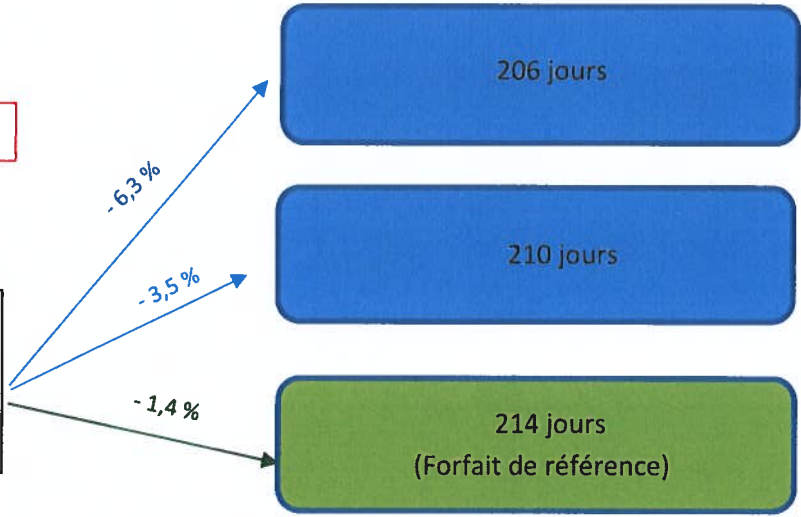 206 jours
- 6,3 %
210 jours
- 3,5 %
- 1,4 %
214 jours
(Forfait de référence)